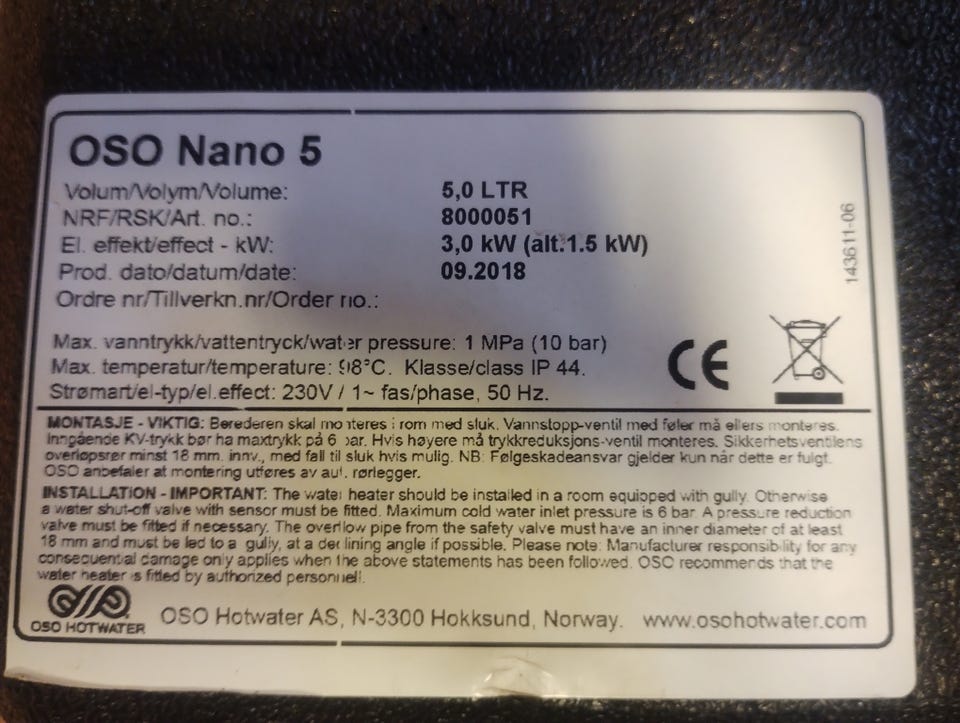 OSO Nano 5
Volum/Volym/Volume: 5,0 LTR
NRF/RSK/Art. no.: 8000051
El. effekt/effect - kW: 3,0 kW (alt.1.5 kW)
Prod. dato/datum/date: 09.2018
Ordre nr/Tillverkn.nr/Order no.:
143611-06
Max. vanntrykk/vattentryck/water pressure: 1 MPa (10 bar)
Max. temperatur/temperature: 98°C. Klasse/class IP 44.
Strømart/el-typ/el.effect: 230V / 1~ fas/phase, 50 Hz.
CE
MONTASJE - VIKTIG: Berederen skal monteres i rom med sluk. Vannstopp-ventil med føler må ellers monteres.
Inngående KV-trykk bør ha maxtrykk på 6 bar. Hvis høyere må trykkreduksjons-ventil monteres. Sikkerhetsventilens
overløpsrør minst 18 mm. innv., med fall til sluk hvis mulig. NB: Følgeskadeansvar gjelder kun når dette er fulgt.
OSO anbefaler at montering utføres av aut. rørlegger.
INSTALLATION - IMPORTANT: The water heater should be installed in a room equipped with gully. Otherwise
a water shut-off valve with sensor must be fitted. Maximum cold water inlet pressure is 6 bar. A pressure reduction
valve must be fitted if necessary. The overflow pipe from the safety valve must have an inner diameter of at least
18 mm and must be led to a gully, at a declining angle if possible. Please note: Manufacturer responsibility for any
consequential damage only applies when the above statements has been followed. OSO recommends that the
water heater is fitted by authorized personnell.
OSO HOTWATER
OSO Hotwater AS, N-3300 Hokksund, Norway. www.osohotwater.com